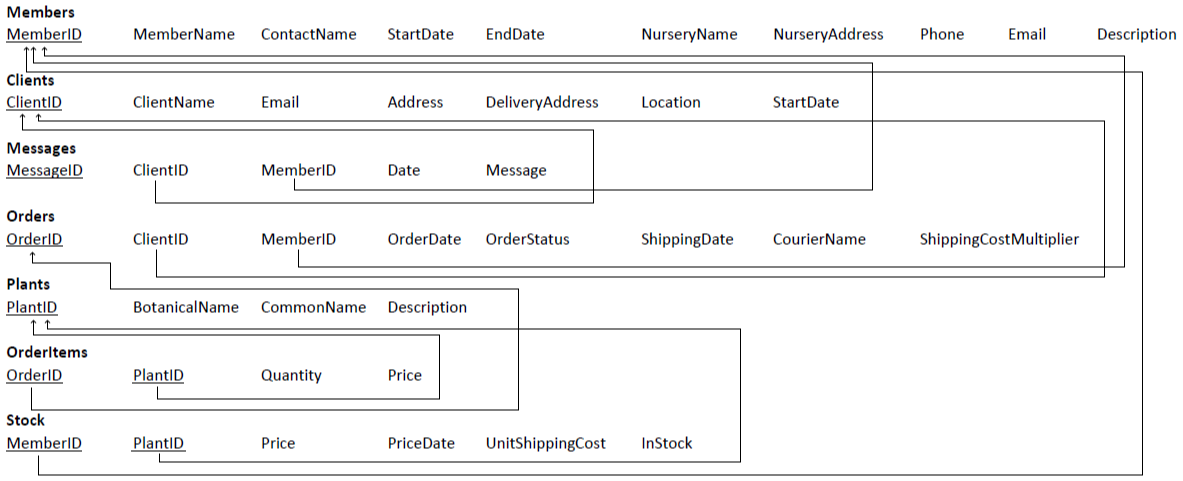 Members
MemberID MemberName ContactName StartDate EndDate NurseryName NurseryAddress Phone Email Description
Clients
ClientID ClientName Email Address DeliveryAddress Location StartDate
Messages
MessageID ClientID MemberID Date Message
Orders
OrderID ClientID MemberID OrderDate OrderStatus ShippingDate CourierName ShippingCostMultiplier
Plants
PlantID BotanicalName CommonName Description
OrderItems
OrderID PlantID Quantity Price
Stock
MemberID PlantID Price PriceDate UnitShippingCost InStock